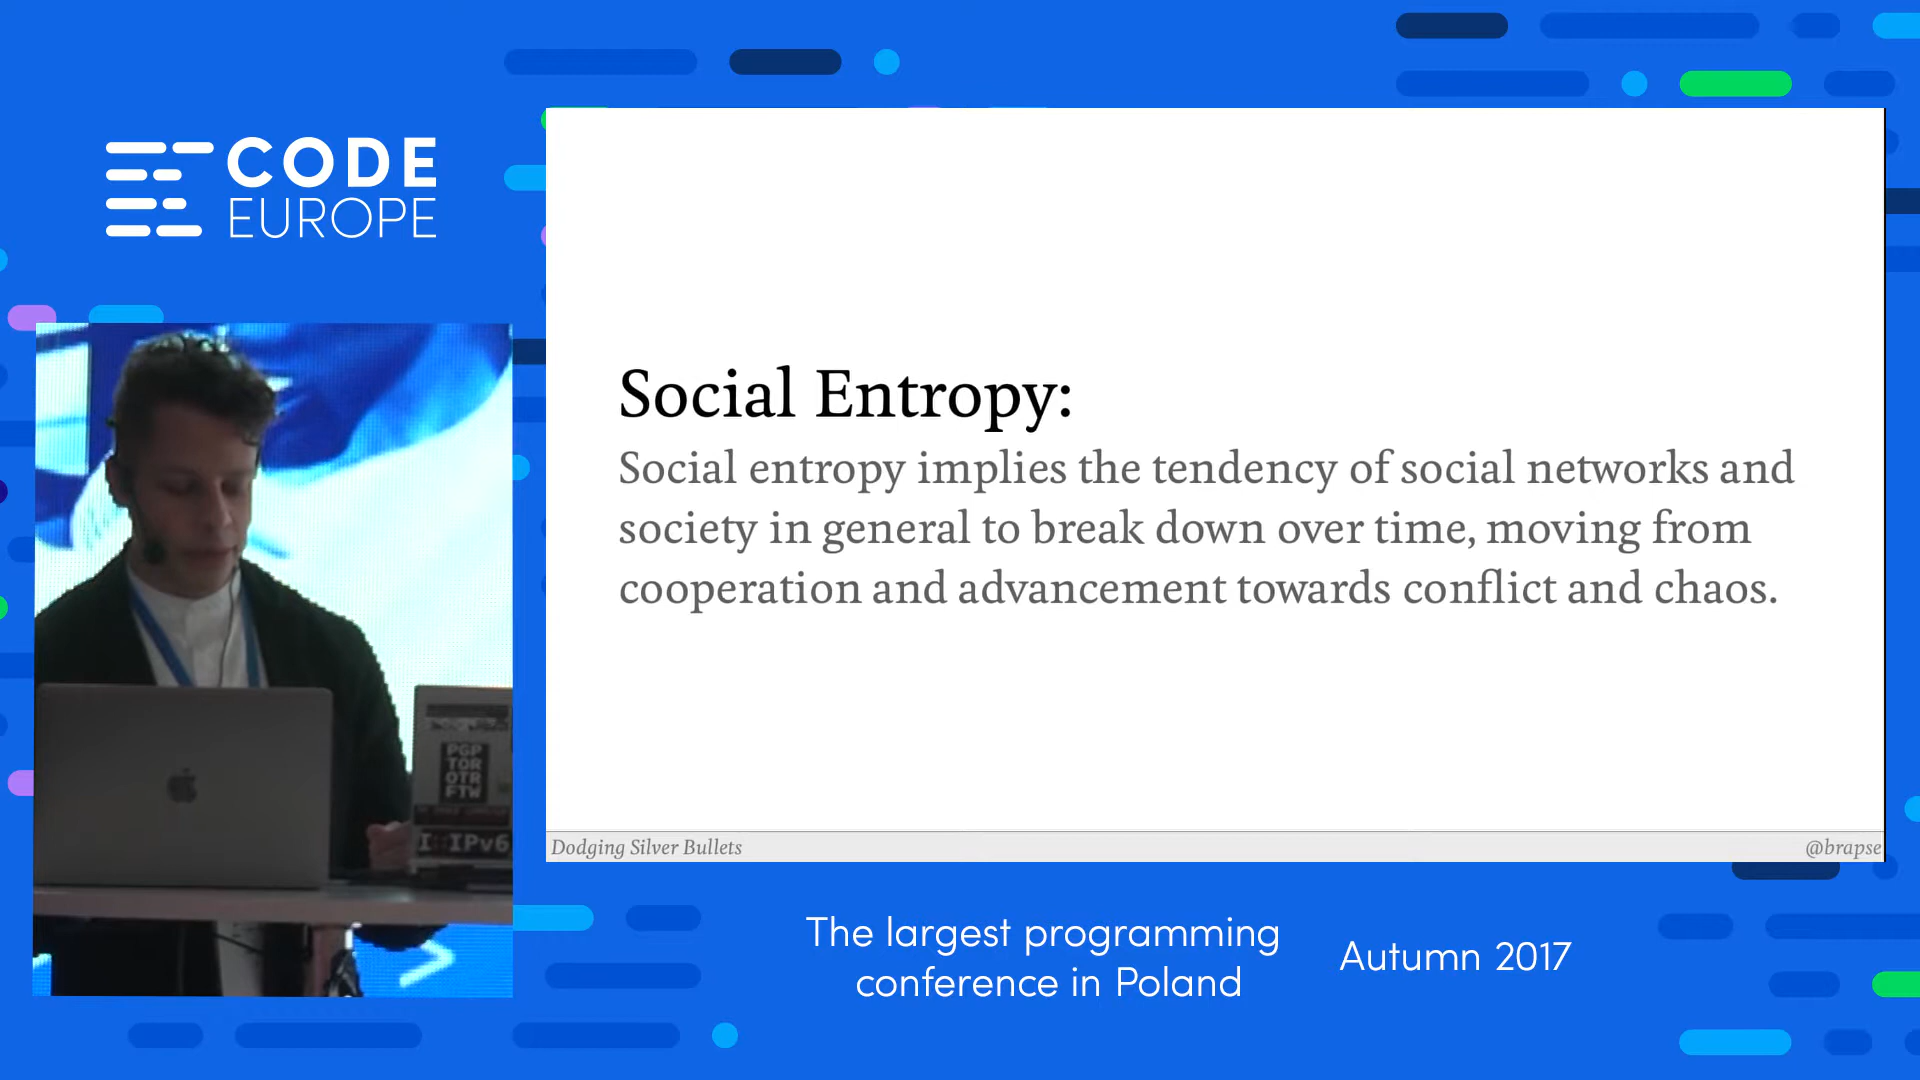 CODE
EUROPE
Social Entropy:
Social entropy implies the tendency of social networks and
society in general to break down over time, moving from
cooperation and advancement towards conflict and chaos.
PGP
TOR
OTR
FTW
IPv6
Dodging Silver Bullets
@brapse
The largest programming
conference in Poland
Autumn 2017